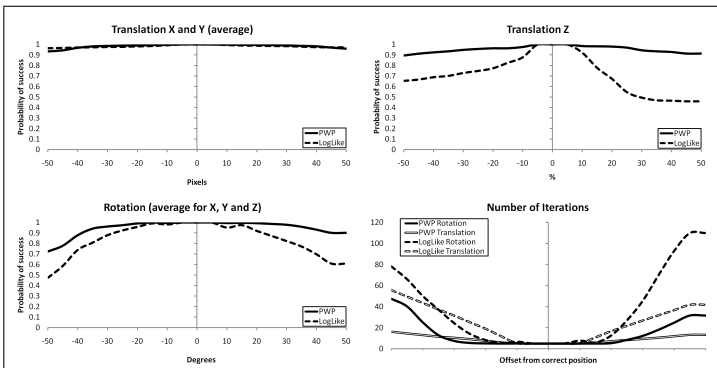 Translation X and Y (average)
Probability of success
1
0.9
0.8
0.7
0.6
0.5
0.4
0.3
0.2
0.1
0
-50 -40 -30 -20 -10 0 10 20 30 40 50
Pixels
PWP
LogLike
Translation Z
Probability of success
1
0.9
0.8
0.7
0.6
0.5
0.4
0.3
0.2
0.1
0
-50 -40 -30 -20 -10 0 10 20 30 40 50
%
PWP
LogLike
Rotation (average for X, Y and Z)
Probability of success
1
0.9
0.8
0.7
0.6
0.5
0.4
0.3
0.2
0.1
0
-50 -40 -30 -20 -10 0 10 20 30 40 50
Degrees
PWP
LogLike
Number of Iterations
120
100
80
60
40
20
0
PWP Rotation
PWP Translation
LogLike Rotation
LogLike Translation
Offset from correct position